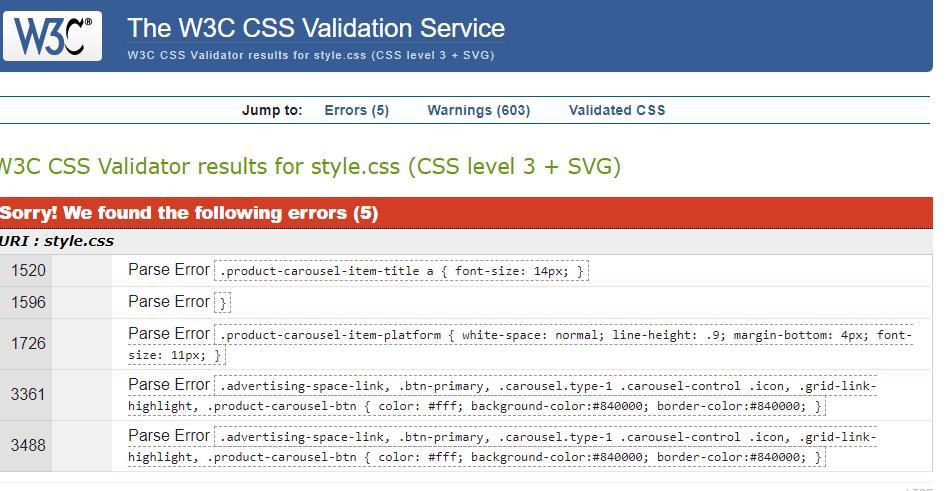 W3C®
The W3C CSS Validation Service
W3C CSS Validator results for style.css (CSS level 3 + SVG)
Jump to: Errors (5) Warnings (603) Validated CSS
W3C CSS Validator results for style.css (CSS level 3 + SVG)
Sorry! We found the following errors (5)
URI : style.css
1520 Parse Error .product-carousel-item-title a { font-size: 14px; }
1596 Parse Error }
1726 Parse Error .product-carousel-item-platform { white-space: normal; line-height: .9; margin-bottom: 4px; font-
size: 11px; }
3361 Parse Error .advertising-space-link, .btn-primary, .carousel.type-1 .carousel-control .icon, .grid-link-
highlight, .product-carousel-btn { color: #fff; background-color:#840000; border-color:#840000; }
3488 Parse Error .advertising-space-link, .btn-primary, .carousel.type-1 .carousel-control .icon, .grid-link-
highlight, .product-carousel-btn { color: #fff; background-color:#840000; border-color:#840000; }